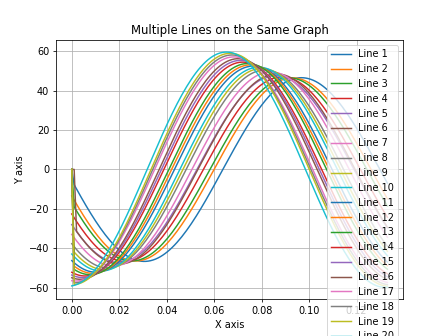 Multiple Lines on the Same Graph
Y axis
60
40
20
0
−20
−40
−60
0.00
0.02
0.04
0.06
0.08
0.10
X axis
Line 1
Line 2
Line 3
Line 4
Line 5
Line 6
Line 7
Line 8
Line 9
Line 10
Line 11
Line 12
Line 13
Line 14
Line 15
Line 16
Line 17
Line 18
Line 19
Line 20